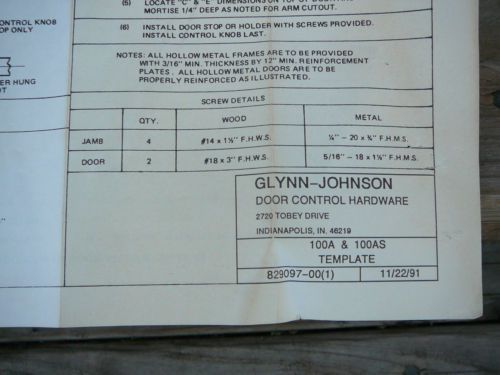 (5) LOCATE "C" & "E" DIMENSIONS ON TOP OF
MORTISE 1/4" DEEP AS NOTED FOR ARM CUTOUT.
(6) INSTALL DOOR STOP OR HOLDER WITH SCREWS PROVIDED.
INSTALL CONTROL KNOB LAST.
CONTROL KNOB
OP ONLY
ER HUNG
OT
NOTES: ALL HOLLOW METAL FRAMES ARE TO BE PROVIDED
WITH 3/16" MIN. THICKNESS BY 12" MIN. REINFORCEMENT
PLATES. ALL HOLLOW METAL DOORS ARE TO BE
PROPERLY REINFORCED AS ILLUSTRATED.
SCREW DETAILS
QTY. WOOD METAL
JAMB 4 #14 x 1½" F.H.W.S. ¼" – 20 x ¾" F.H.M.S.
DOOR 2 #18 x 3" F.H.W.S. 5/16" – 18 x 1⅛" F.H.M.S.
GLYNN–JOHNSON
DOOR CONTROL HARDWARE
2720 TOBEY DRIVE
INDIANAPOLIS, IN. 46219
100A & 100AS
TEMPLATE
829097-00(1) 11/22/91